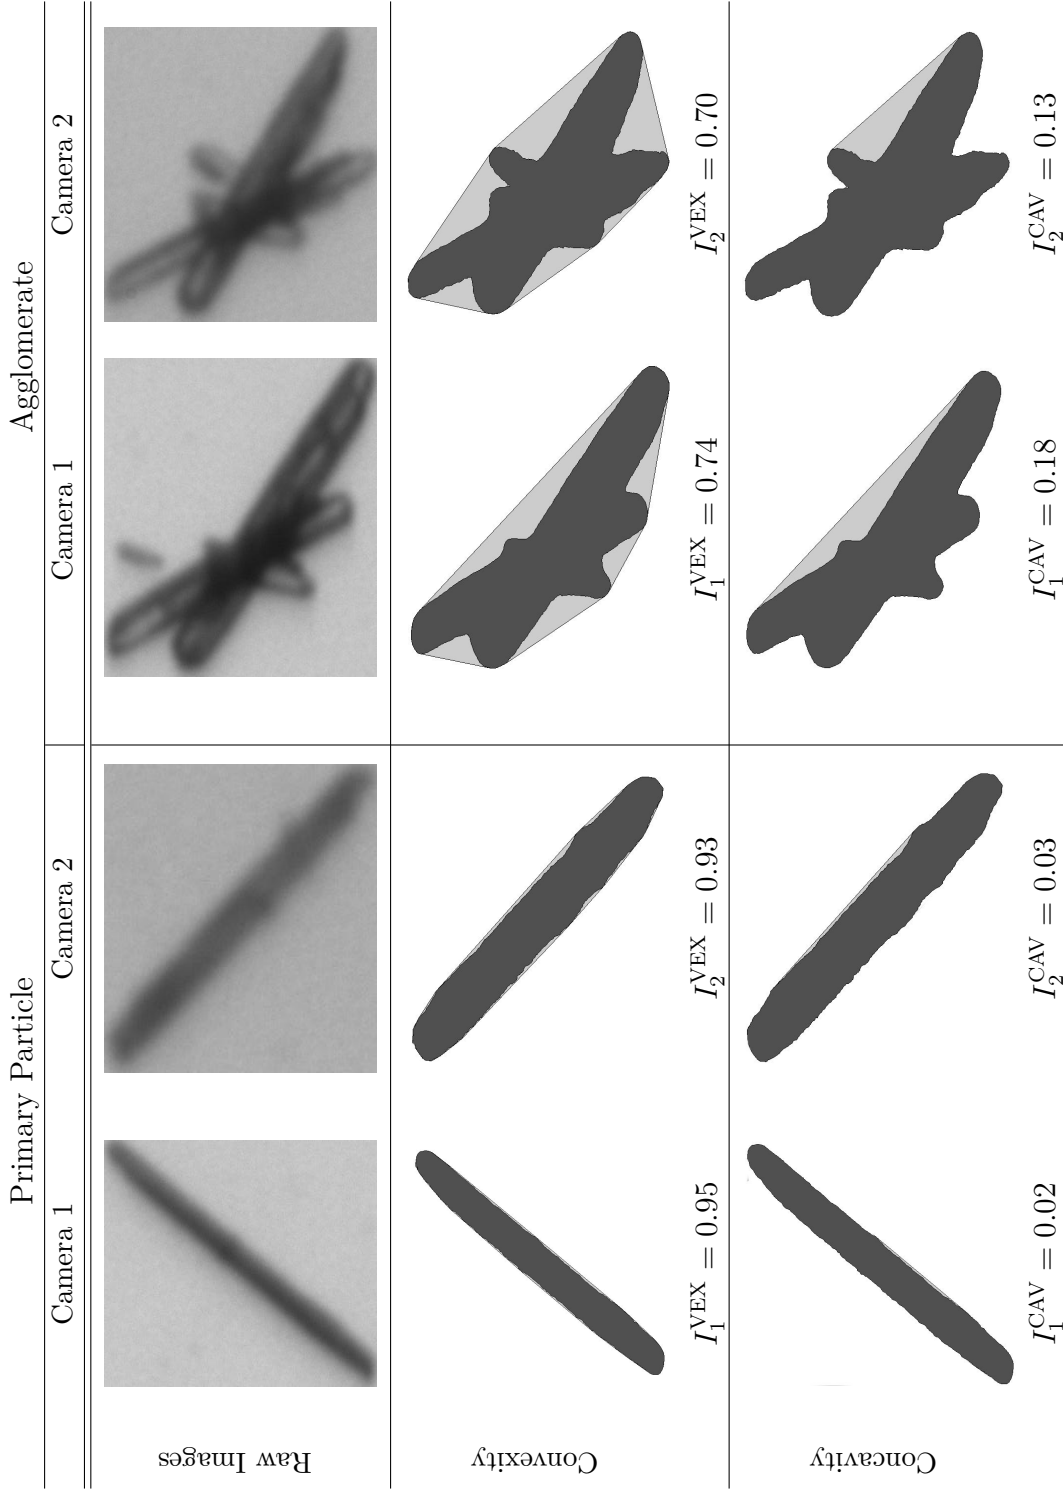 Primary Particle Agglomerate
Camera 1 Camera 2 Camera 1 Camera 2
Raw Images
Convexity
I_1^VEX = 0.95 I_2^VEX = 0.93 I_1^VEX = 0.74 I_2^VEX = 0.70
Concavity
I_1^CAV = 0.02 I_2^CAV = 0.03 I_1^CAV = 0.18 I_2^CAV = 0.13